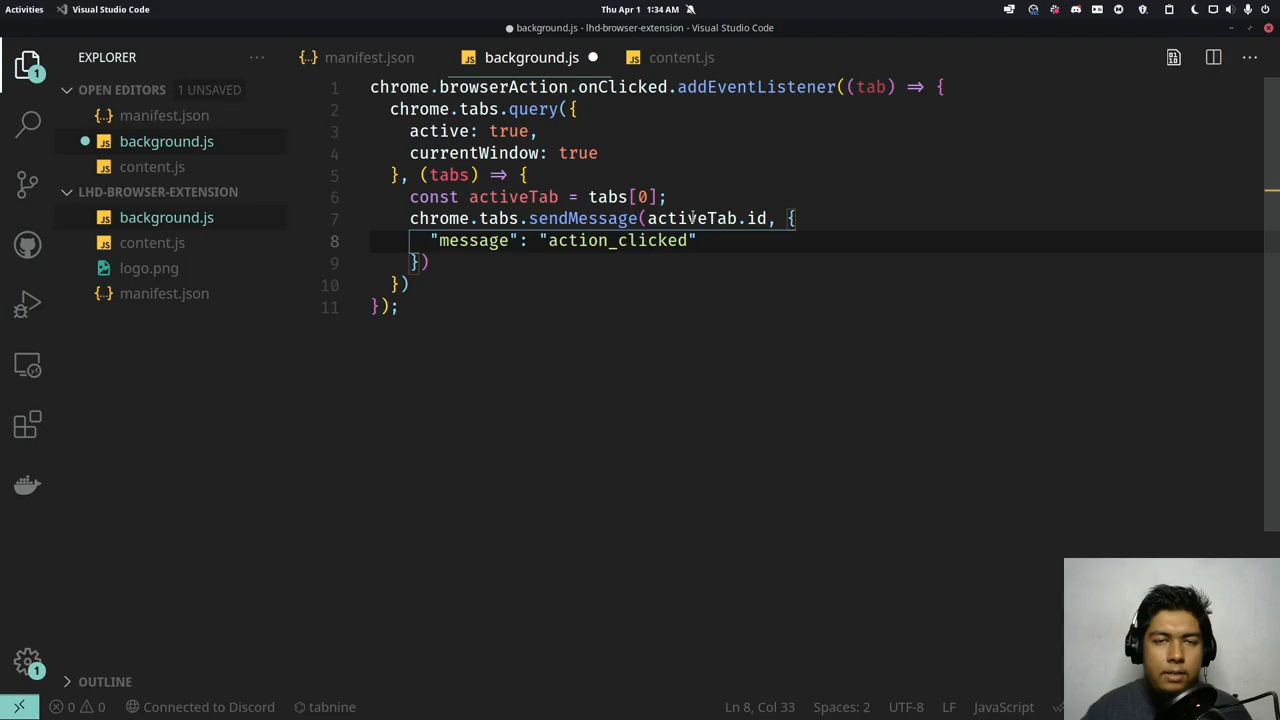 Activities
Visual Studio Code
Thu Apr 1 1:34 AM
background.js - lhd-browser-extension - Visual Studio Code
EXPLORER
manifest.json
background.js
content.js
OPEN EDITORS 1 UNSAVED
manifest.json
background.js
content.js
LHD-BROWSER-EXTENSION
background.js
content.js
logo.png
manifest.json
OUTLINE
1 chrome.browserAction.onClicked.addEventListener((tab) => {
2 chrome.tabs.query({
3 active: true,
4 currentWindow: true
5 }, (tabs) => {
6 const activeTab = tabs[0];
7 chrome.tabs.sendMessage(activeTab.id, {
8 "message": "action_clicked"
9 })
10 })
11 });
0 0 Connected to Discord tabnine
Ln 8, Col 33 Spaces: 2 UTF-8 LF JavaScript